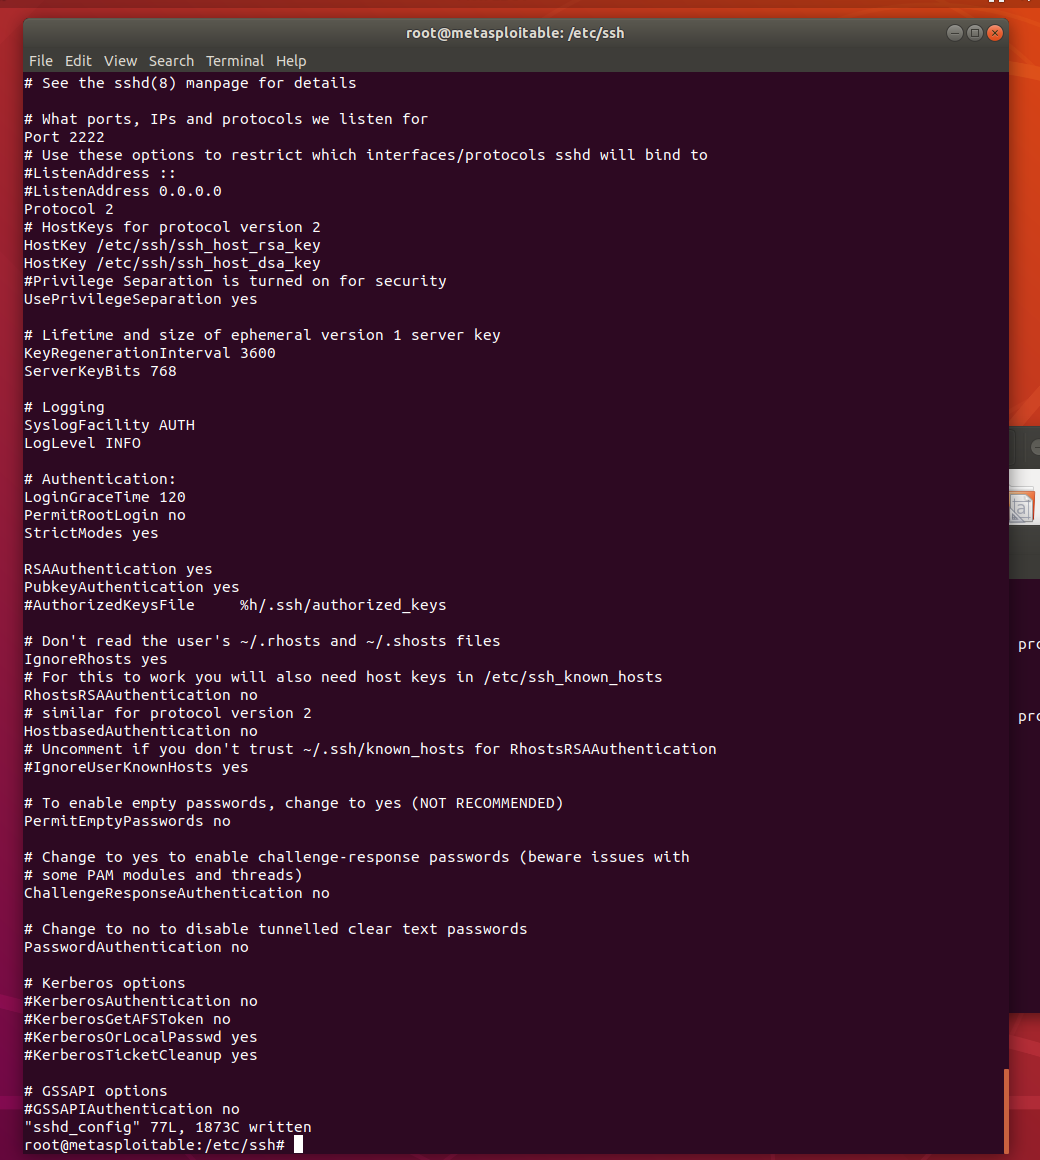 root@metasploitable: /etc/ssh
File Edit View Search Terminal Help
# See the sshd(8) manpage for details
# What ports, IPs and protocols we listen for
Port 2222
# Use these options to restrict which interfaces/protocols sshd will bind to
#ListenAddress ::
#ListenAddress 0.0.0.0
Protocol 2
# HostKeys for protocol version 2
HostKey /etc/ssh/ssh_host_rsa_key
HostKey /etc/ssh/ssh_host_dsa_key
#Privilege Separation is turned on for security
UsePrivilegeSeparation yes
# Lifetime and size of ephemeral version 1 server key
KeyRegenerationInterval 3600
ServerKeyBits 768
# Logging
SyslogFacility AUTH
LogLevel INFO
# Authentication:
LoginGraceTime 120
PermitRootLogin no
StrictModes yes
RSAAuthentication yes
PubkeyAuthentication yes
#AuthorizedKeysFile     %h/.ssh/authorized_keys
# Don't read the user's ~/.rhosts and ~/.shosts files
IgnoreRhosts yes
# For this to work you will also need host keys in /etc/ssh_known_hosts
RhostsRSAAuthentication no
# similar for protocol version 2
HostbasedAuthentication no
# Uncomment if you don't trust ~/.ssh/known_hosts for RhostsRSAAuthentication
#IgnoreUserKnownHosts yes
# To enable empty passwords, change to yes (NOT RECOMMENDED)
PermitEmptyPasswords no
# Change to yes to enable challenge-response passwords (beware issues with
# some PAM modules and threads)
ChallengeResponseAuthentication no
# Change to no to disable tunnelled clear text passwords
PasswordAuthentication no
# Kerberos options
#KerberosAuthentication no
#KerberosGetAFSToken no
#KerberosOrLocalPasswd yes
#KerberosTicketCleanup yes
# GSSAPI options
#GSSAPIAuthentication no
"sshd_config" 77L, 1873C written
root@metasploitable:/etc/ssh#